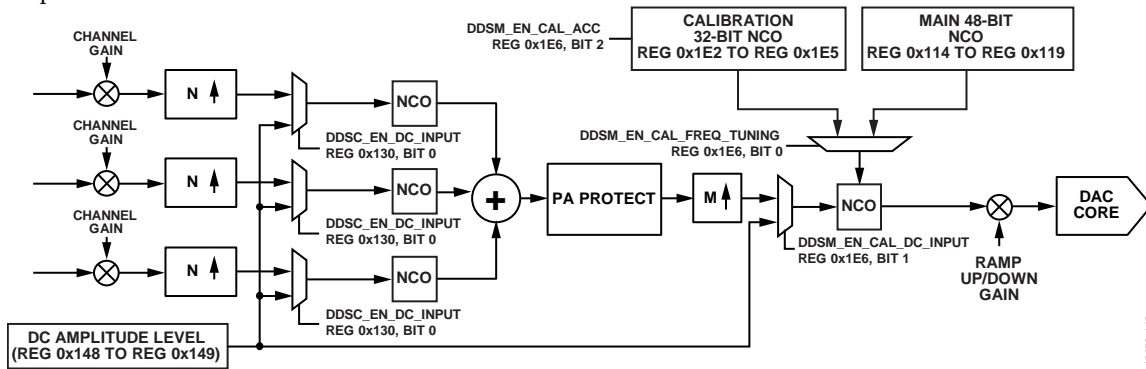 CHANNEL
GAIN
N
NCO
DDSC_EN_DC_INPUT
REG 0x130, BIT 0
CHANNEL
GAIN
N
NCO
DDSC_EN_DC_INPUT
REG 0x130, BIT 0
CHANNEL
GAIN
N
NCO
DDSC_EN_DC_INPUT
REG 0x130, BIT 0
DC AMPLITUDE LEVEL
(REG 0x148 TO REG 0x149)
+
PA PROTECT
M
DDSM_EN_CAL_ACC
REG 0x1E6, BIT 2
CALIBRATION
32-BIT NCO
REG 0x1E2 TO REG 0x1E5
MAIN 48-BIT
NCO
REG 0x114 TO REG 0x119
DDSM_EN_CAL_FREQ_TUNING
REG 0x1E6, BIT 0
NCO
DDSM_EN_CAL_DC_INPUT
REG 0x1E6, BIT 1
RAMP
UP/DOWN
GAIN
DAC
CORE